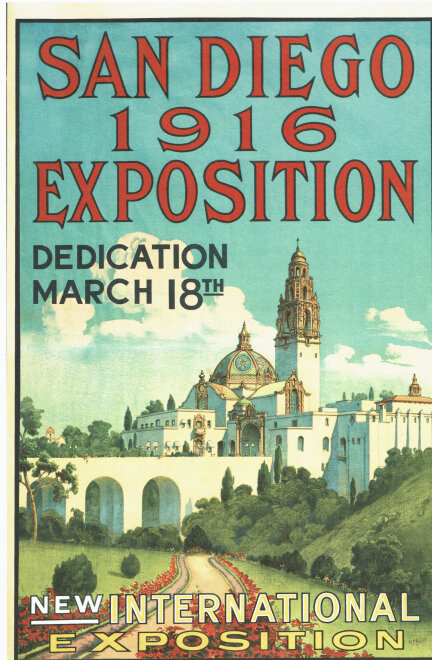 SAN DIEGO
1916
EXPOSITION
DEDICATION
MARCH 18TH
NEW INTERNATIONAL
EXPOSITION